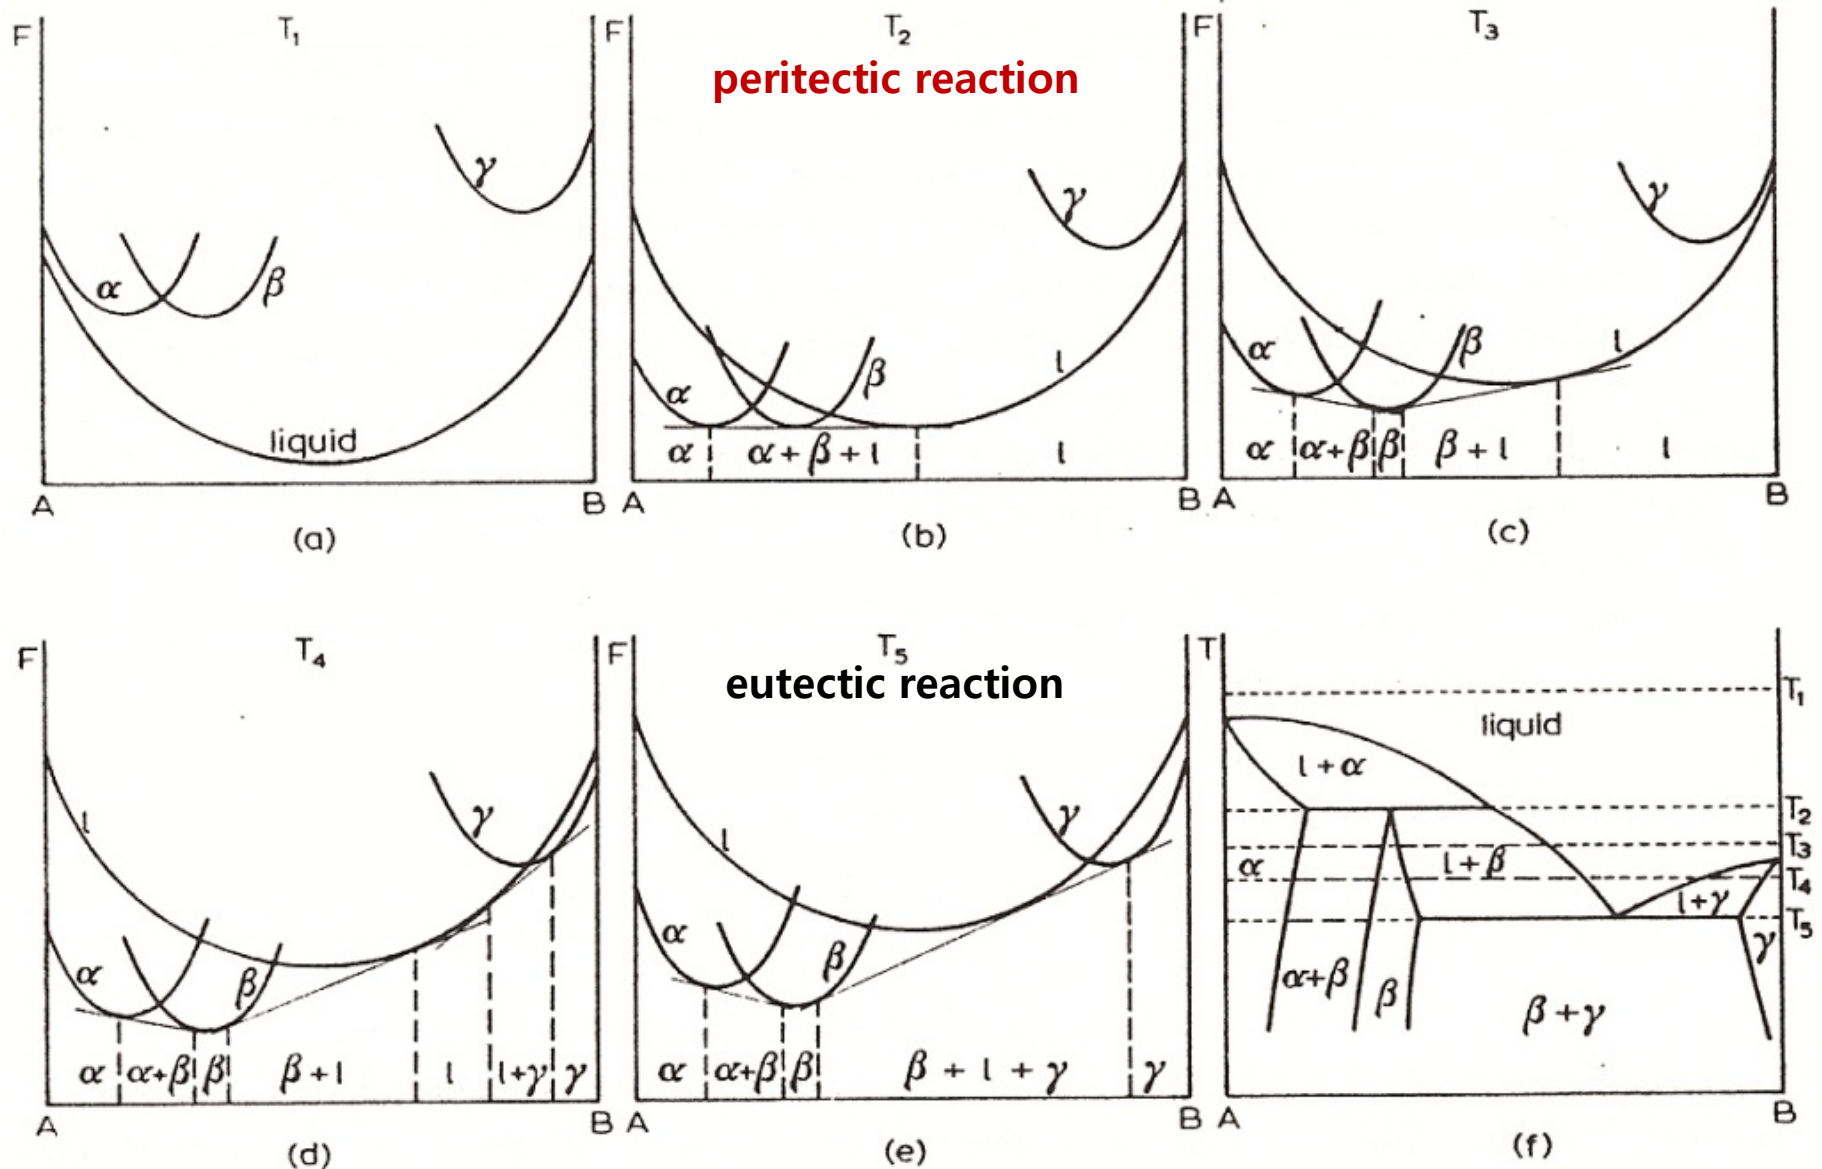 F T₁
γ
α β
liquid
A B
(a)
F T₂
peritectic reaction
γ
α β l
α α + β + l l
A B
(b)
F T₃
γ
α β l
α α+β β β + l l
A B
(c)
F T₄
l γ
α β
α α+β β β+l l l+γ γ
A B
(d)
F T₅
eutectic reaction
l γ
α β
α α+β β β + l + γ γ
A B
(e)
T
T₁
liquid
l + α
T₂
T₃
α l + β
T₄
l+γ
T₅
γ
α+β β β + γ
A B
(f)